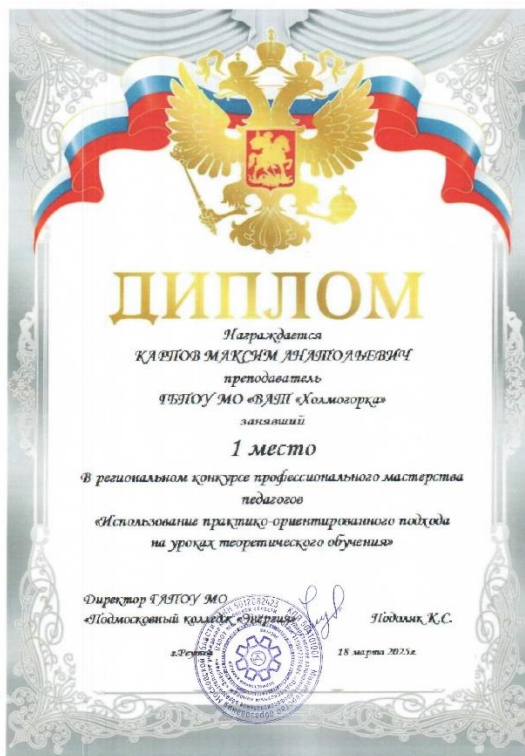 ДИПЛОМ
Награждается
КАРПОВ МАКСИМ АНАТОЛЬЕВИЧ
преподаватель
ГБПОУ МО «ВАТ «Холмогорка»
занявший
1 место
В региональном конкурсе профессионального мастерства
педагогов
«Использование практико-ориентированного подхода
на уроках теоретического обучения»
Директор ГАПОУ МО
«Подмосковный колледж «Энергия» Подоляк К.С.
г.Реутов 18 марта 2025г.